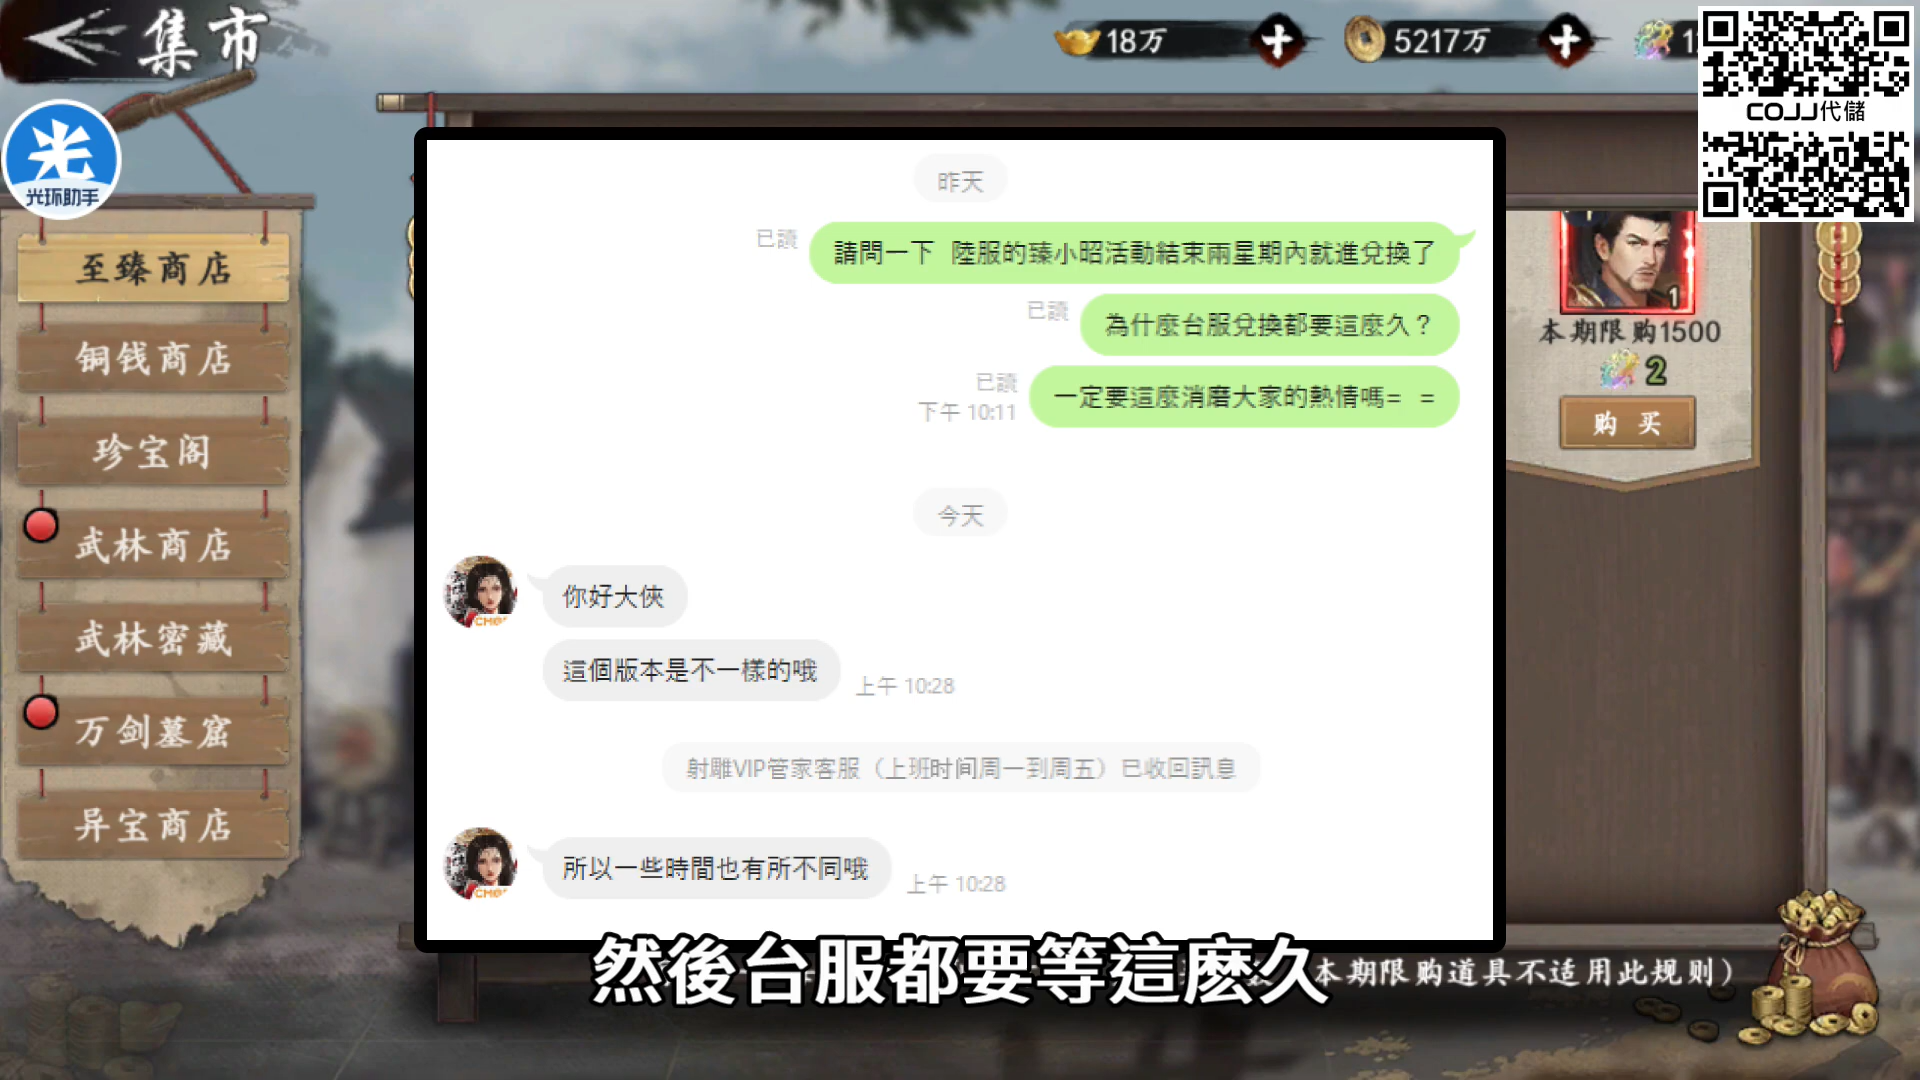 集市
18万
5217万
COJJ代儲
光
光环助手
至臻商店
铜钱商店
珍宝阁
武林商店
武林密藏
万剑墓窟
异宝商店
昨天
已讀
請問一下 陸服的臻小昭活動結束兩星期內就進兌換了
已讀
為什麼台服兌換都要這麼久？
已讀
下午 10:11
一定要這麼消磨大家的熱情嗎= =
今天
你好大俠
這個版本是不一樣的哦
上午 10:28
射雕VIP管家客服（上班时间周一到周五）已收回訊息
所以一些時間也有所不同哦
上午 10:28
1
本期限购1500
2
购买
然後台服都要等這麼久
本期限购道具不适用此规则）